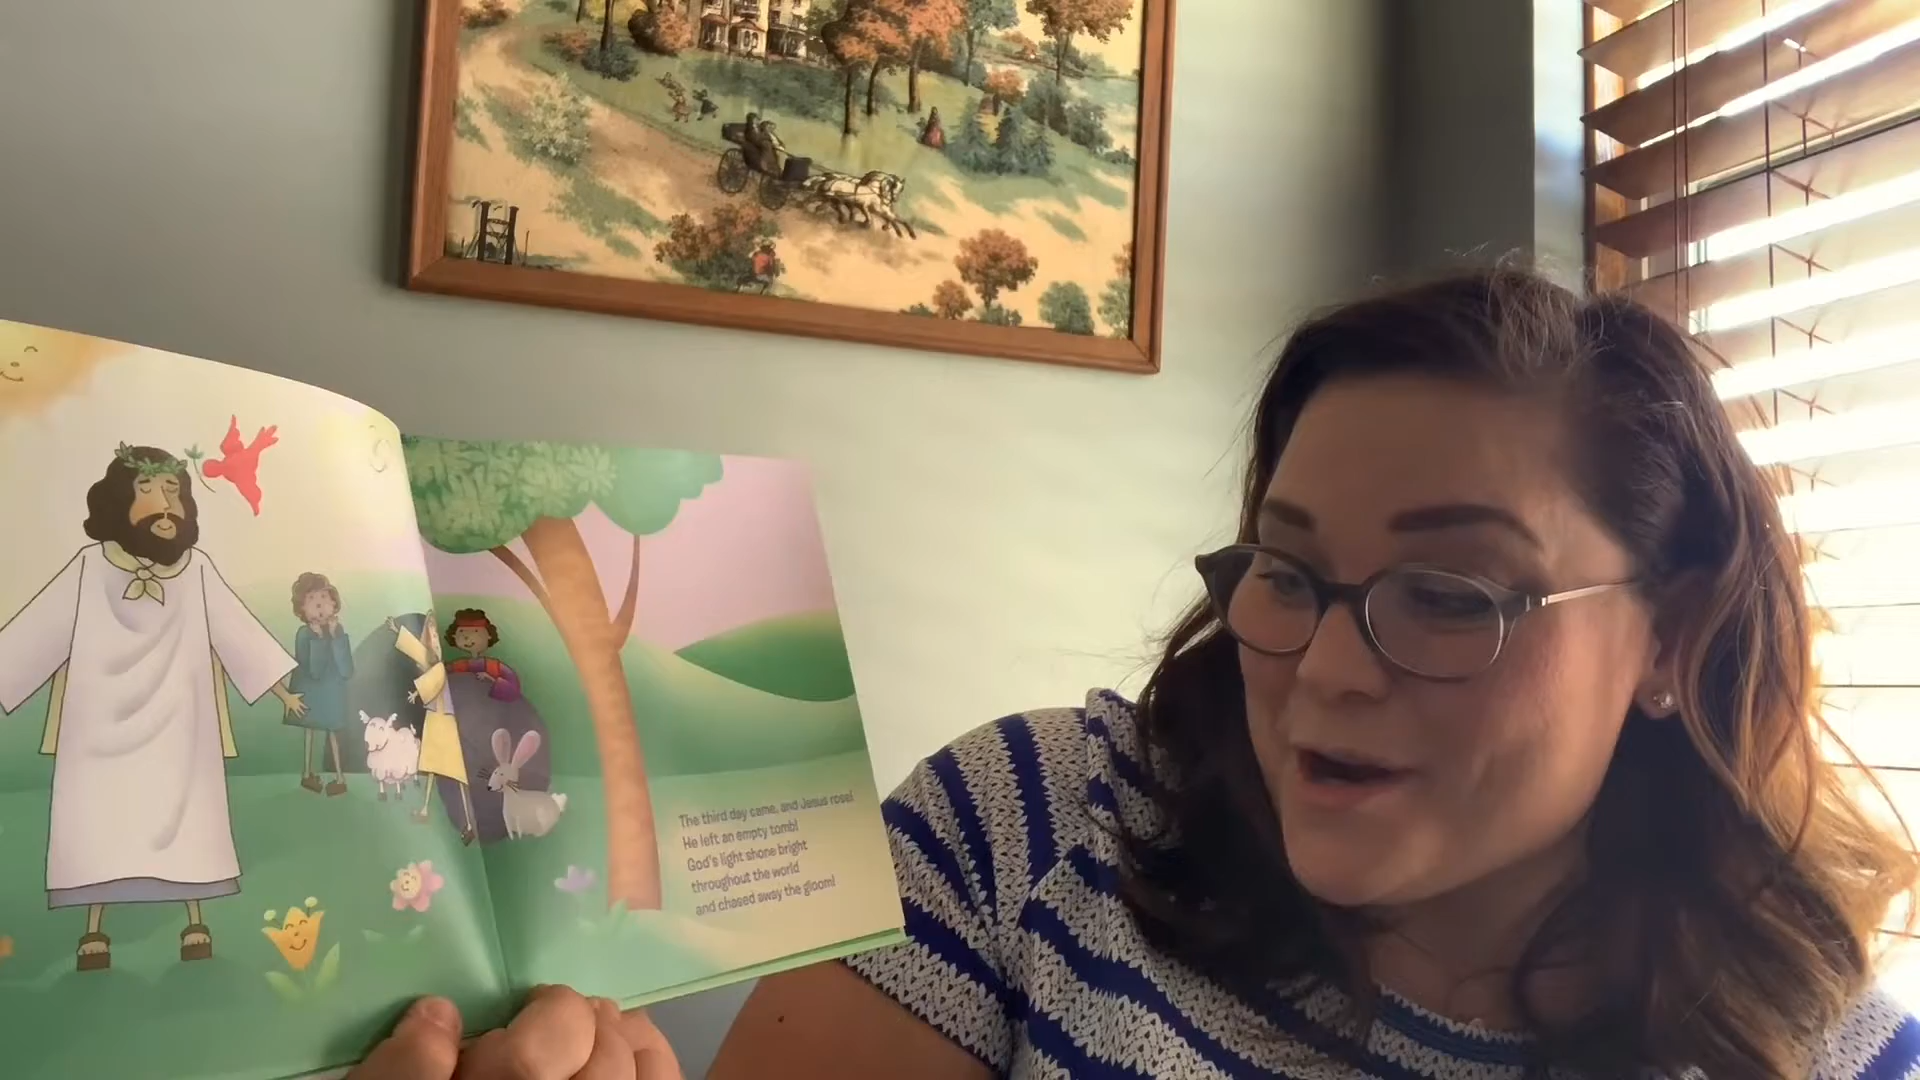 The third day came, and Jesus rose!
He left an empty tomb!
God's light shone bright
throughout the world
and chased away the gloom!